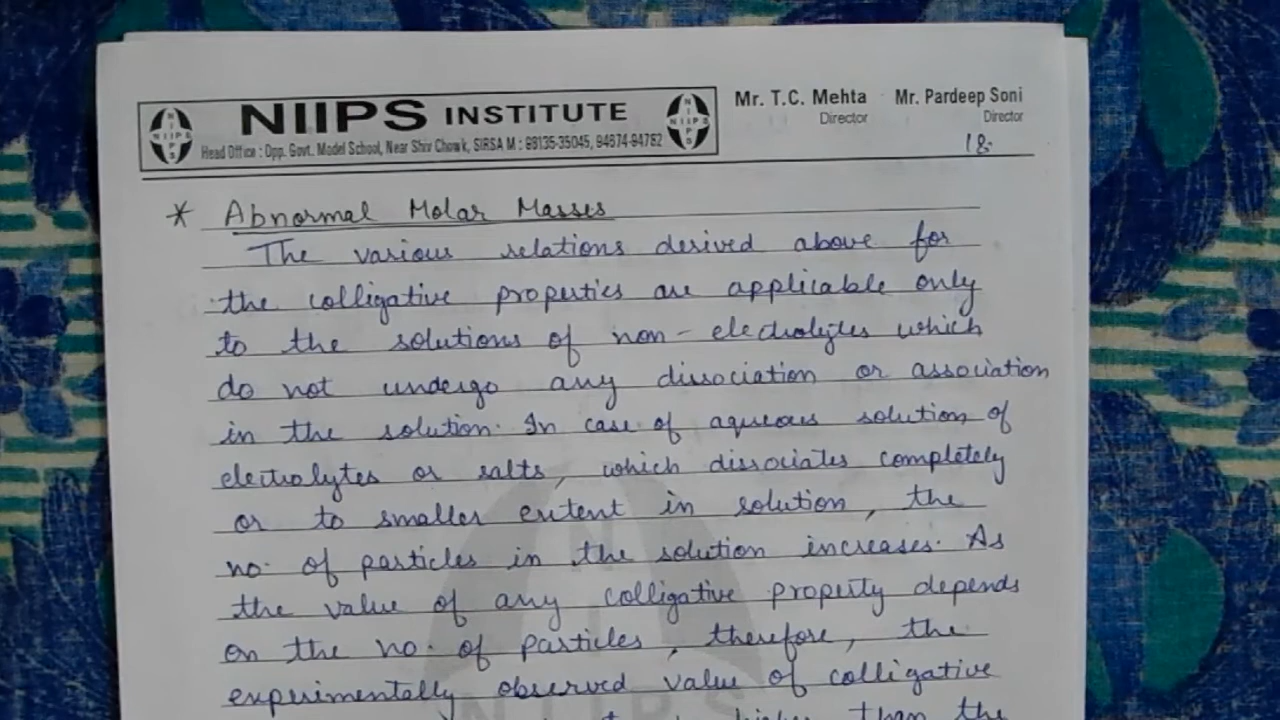 NIIPS INSTITUTE
Head Office : Opp. Govt. Model School, Near Shiv Chowk, SIRSA M : 98135-35045, 94674-94762
Mr. T.C. Mehta Mr. Pardeep Soni
Director Director
18.
* Abnormal Molar Masses
The various relations derived above for
the colligative properties are applicable only
to the solutions of non-electrolytes which
do not undergo any dissociation or association
in the solution. In case of aqueous solution of
electrolytes or salts, which dissociates completely
or to smaller extent in solution, the
no. of particles in the solution increases. As
the value of any colligative property depends
on the no. of particles, therefore, the
experimentally observed value of colligative
higher than the